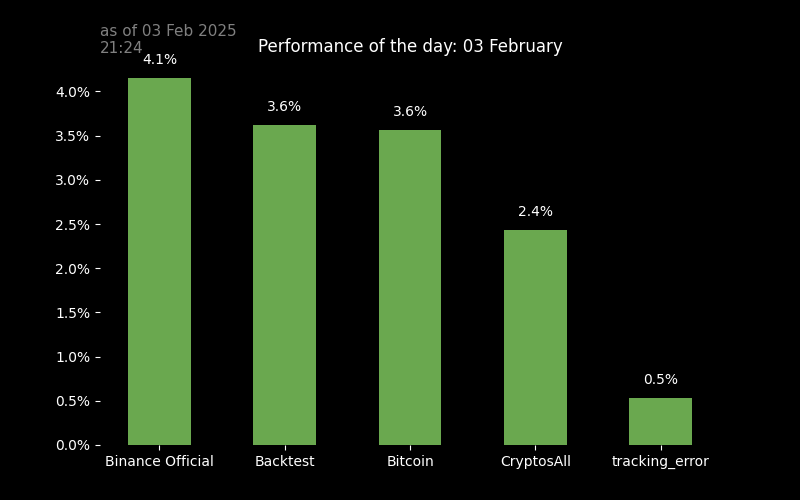 as of 03 Feb 2025
21:24
Performance of the day: 03 February
4.1%
3.6%
3.6%
2.4%
0.5%
4.0%
3.5%
3.0%
2.5%
2.0%
1.5%
1.0%
0.5%
0.0%
Binance Official
Backtest
Bitcoin
CryptosAll
tracking_error